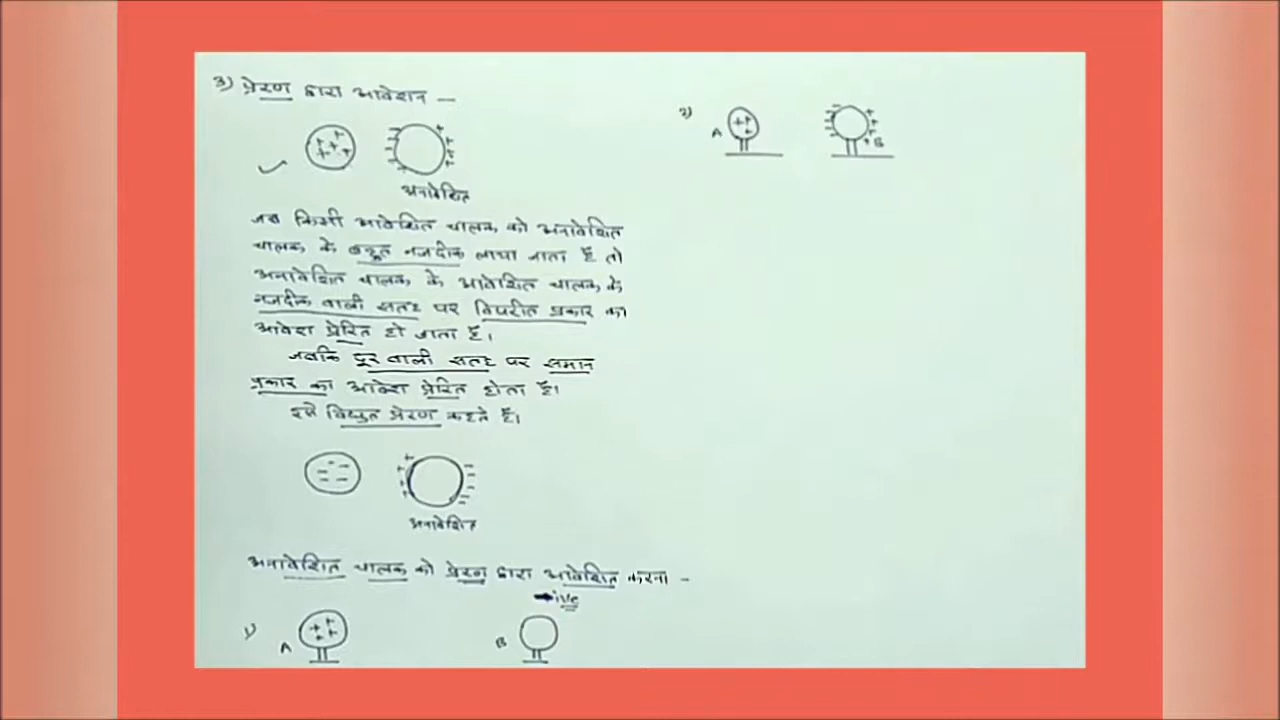 3) प्रेरण द्वारा आवेशन –
अनावेशित
जब किसी आवेशित चालक को अनावेशित
चालक के बहुत नजदीक लाया जाता है तो
अनावेशित चालक के आवेशित चालक के
नजदीक वाली सतह पर विपरीत प्रकार का
आवेश प्रेरित हो जाता है।
जबकि दूर वाली सतह पर समान
प्रकार का आवेश प्रेरित होता है।
इसे विद्युत प्रेरण कहते हैं।
अनावेशित
अनावेशित चालक को प्रेरण द्वारा आवेशित करना –
-ive
1) A B
2) A B